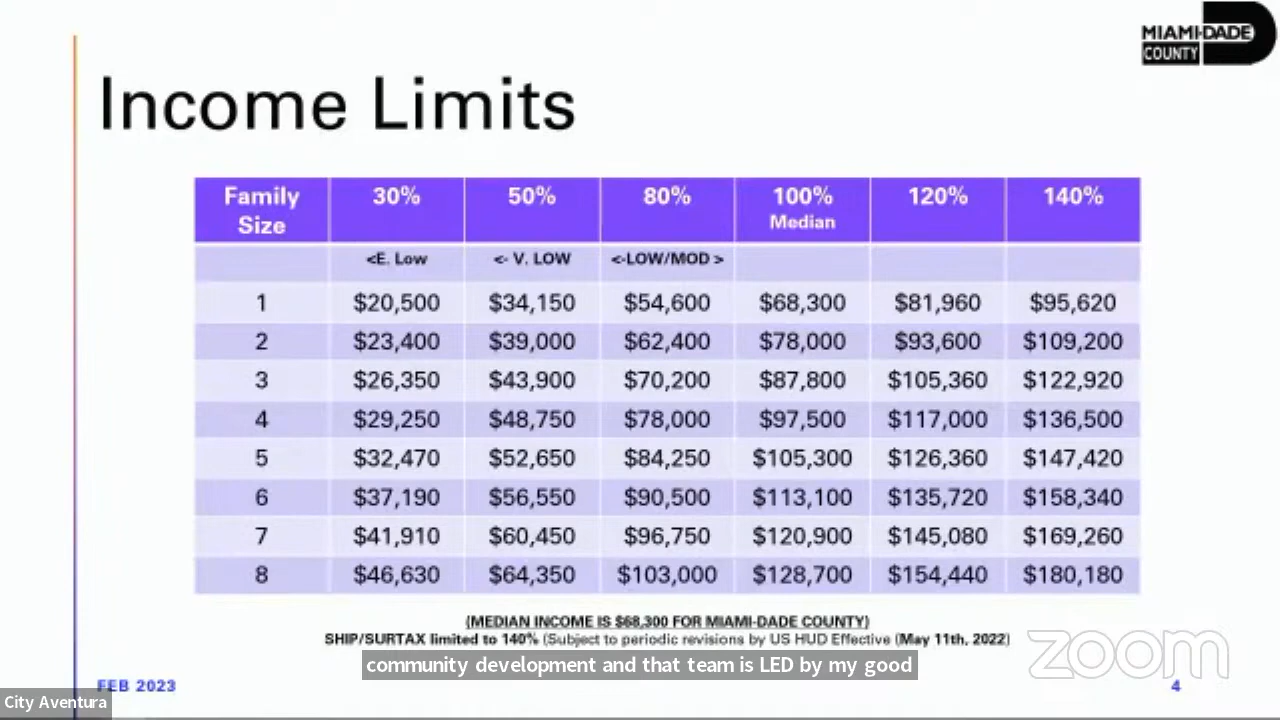 MIAMI-DADE
COUNTY
Income Limits
Family Size 30% 50% 80% 100% Median 120% 140%
<E. Low <- V. LOW <-LOW/MOD >
1 $20,500 $34,150 $54,600 $68,300 $81,960 $95,620
2 $23,400 $39,000 $62,400 $78,000 $93,600 $109,200
3 $26,350 $43,900 $70,200 $87,800 $105,360 $122,920
4 $29,250 $48,750 $78,000 $97,500 $117,000 $136,500
5 $32,470 $52,650 $84,250 $105,300 $126,360 $147,420
6 $37,190 $56,550 $90,500 $113,100 $135,720 $158,340
7 $41,910 $60,450 $96,750 $120,900 $145,080 $169,260
8 $46,630 $64,350 $103,000 $128,700 $154,440 $180,180
(MEDIAN INCOME IS $68,300 FOR MIAMI-DADE COUNTY)
SHIP/SURTAX limited to 140% (Subject to periodic revisions by US HUD Effective (May 11th, 2022)
community development and that team is LED by my good
zoom
FEB 2023
4
City Aventura